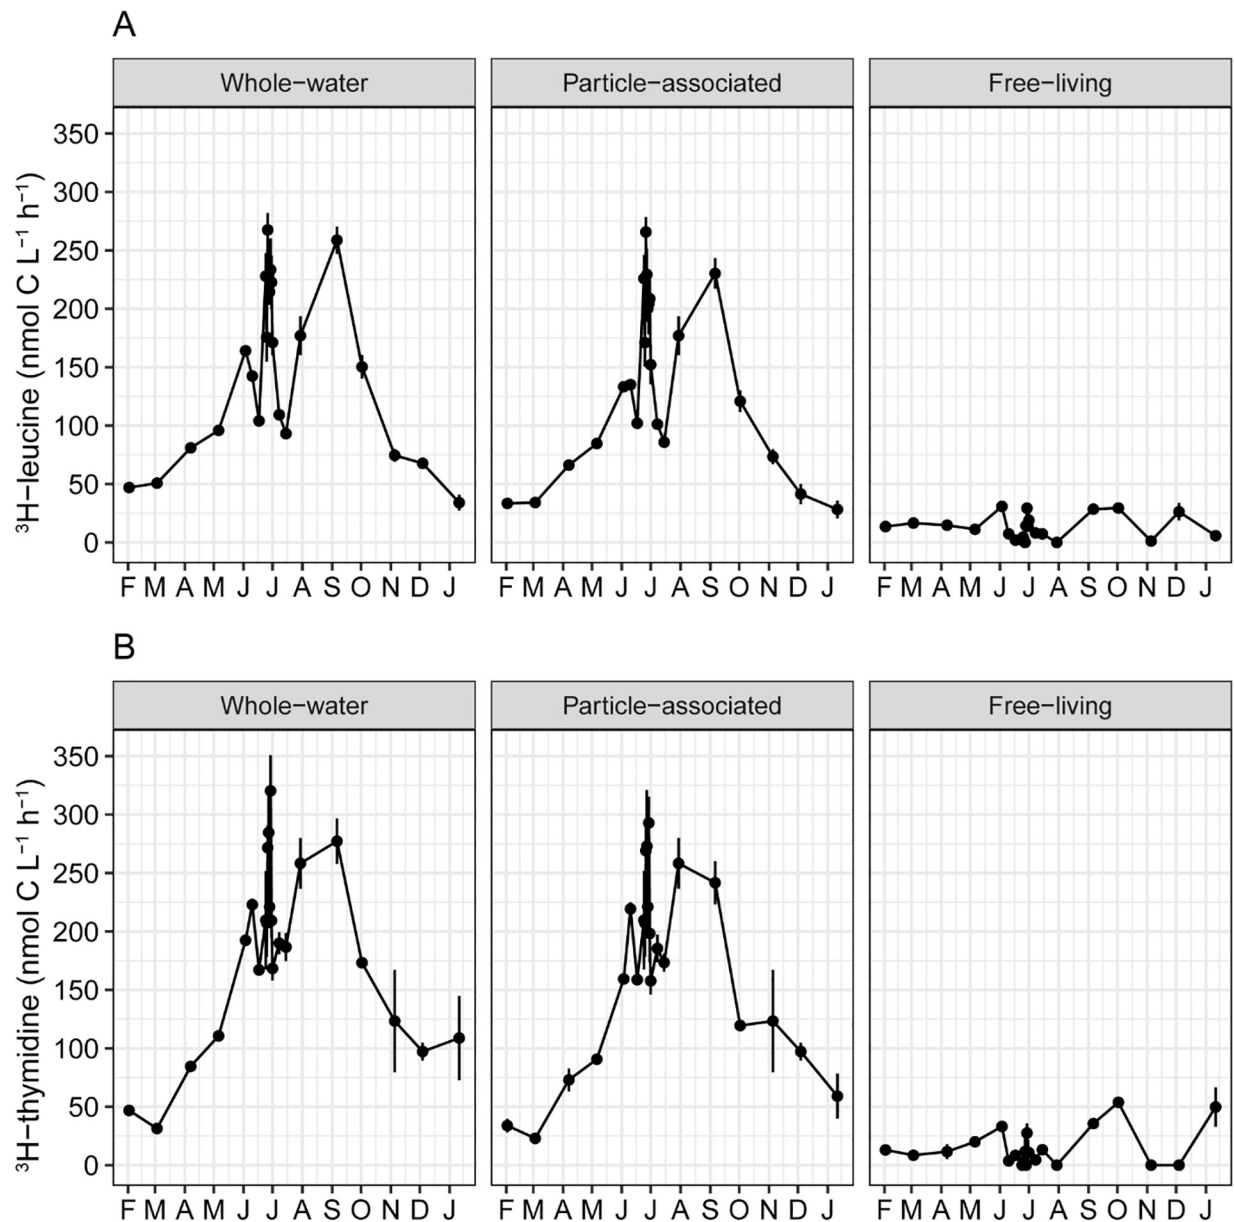 A
Whole−water Particle−associated Free−living
350
300
250
200
150
100
50
0
³H−leucine (nmol C L⁻¹ h⁻¹)
F M A M J J A S O N D J F M A M J J A S O N D J F M A M J J A S O N D J
B
Whole−water Particle−associated Free−living
350
300
250
200
150
100
50
0
³H−thymidine (nmol C L⁻¹ h⁻¹)
F M A M J J A S O N D J F M A M J J A S O N D J F M A M J J A S O N D J